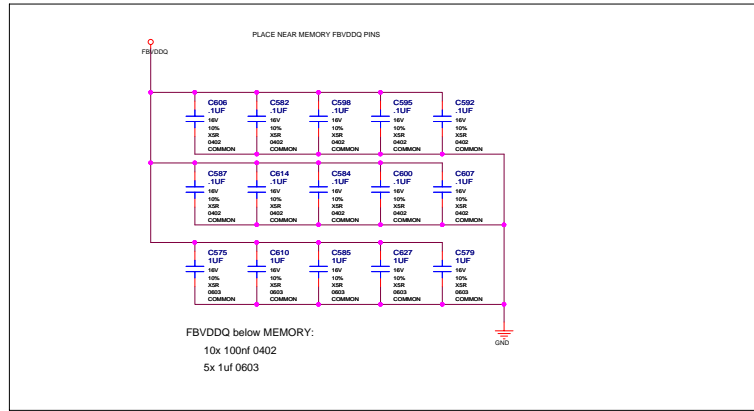 PLACE NEAR MEMORY FBVDDQ PINS
FBVDDQ
C606 C582 C598 C595 C592
.1UF .1UF .1UF .1UF .1UF
16V 16V 16V 16V 16V
10% 10% 10% 10% 10%
X5R X5R X5R X5R X5R
0402 0402 0402 0402 0402
COMMON COMMON COMMON COMMON COMMON
C587 C614 C584 C600 C607
.1UF .1UF .1UF .1UF .1UF
16V 16V 16V 16V 16V
10% 10% 10% 10% 10%
X5R X5R X5R X5R X5R
0402 0402 0402 0402 0402
COMMON COMMON COMMON COMMON COMMON
C575 C610 C585 C627 C579
1UF 1UF 1UF 1UF 1UF
16V 16V 16V 16V 16V
10% 10% 10% 10% 10%
X5R X5R X5R X5R X5R
0603 0603 0603 0603 0603
COMMON COMMON COMMON COMMON COMMON
GND
FBVDDQ below MEMORY:
10x 100nf 0402
5x 1uf 0603